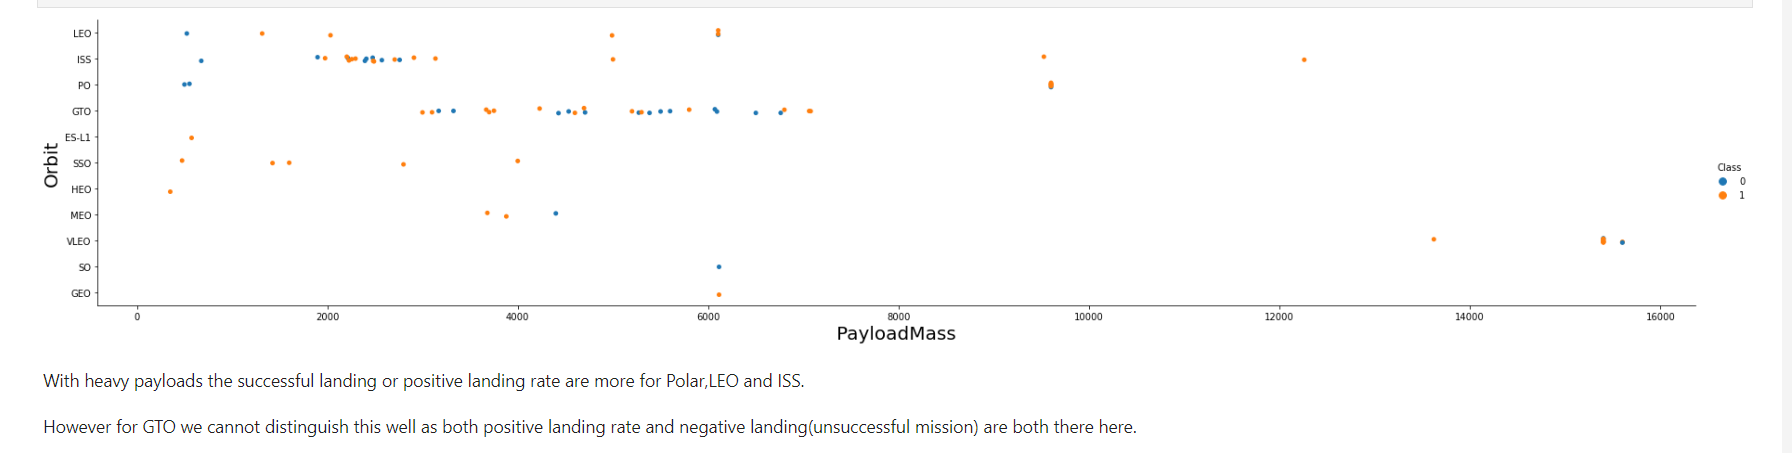 LEO
ISS
PO
GTO
ES-L1
SSO
HEO
MEO
VLEO
SO
GEO
Orbit
0 2000 4000 6000 8000 10000 12000 14000 16000
PayloadMass
Class
0
1
With heavy payloads the successful landing or positive landing rate are more for Polar,LEO and ISS.
However for GTO we cannot distinguish this well as both positive landing rate and negative landing(unsuccessful mission) are both there here.